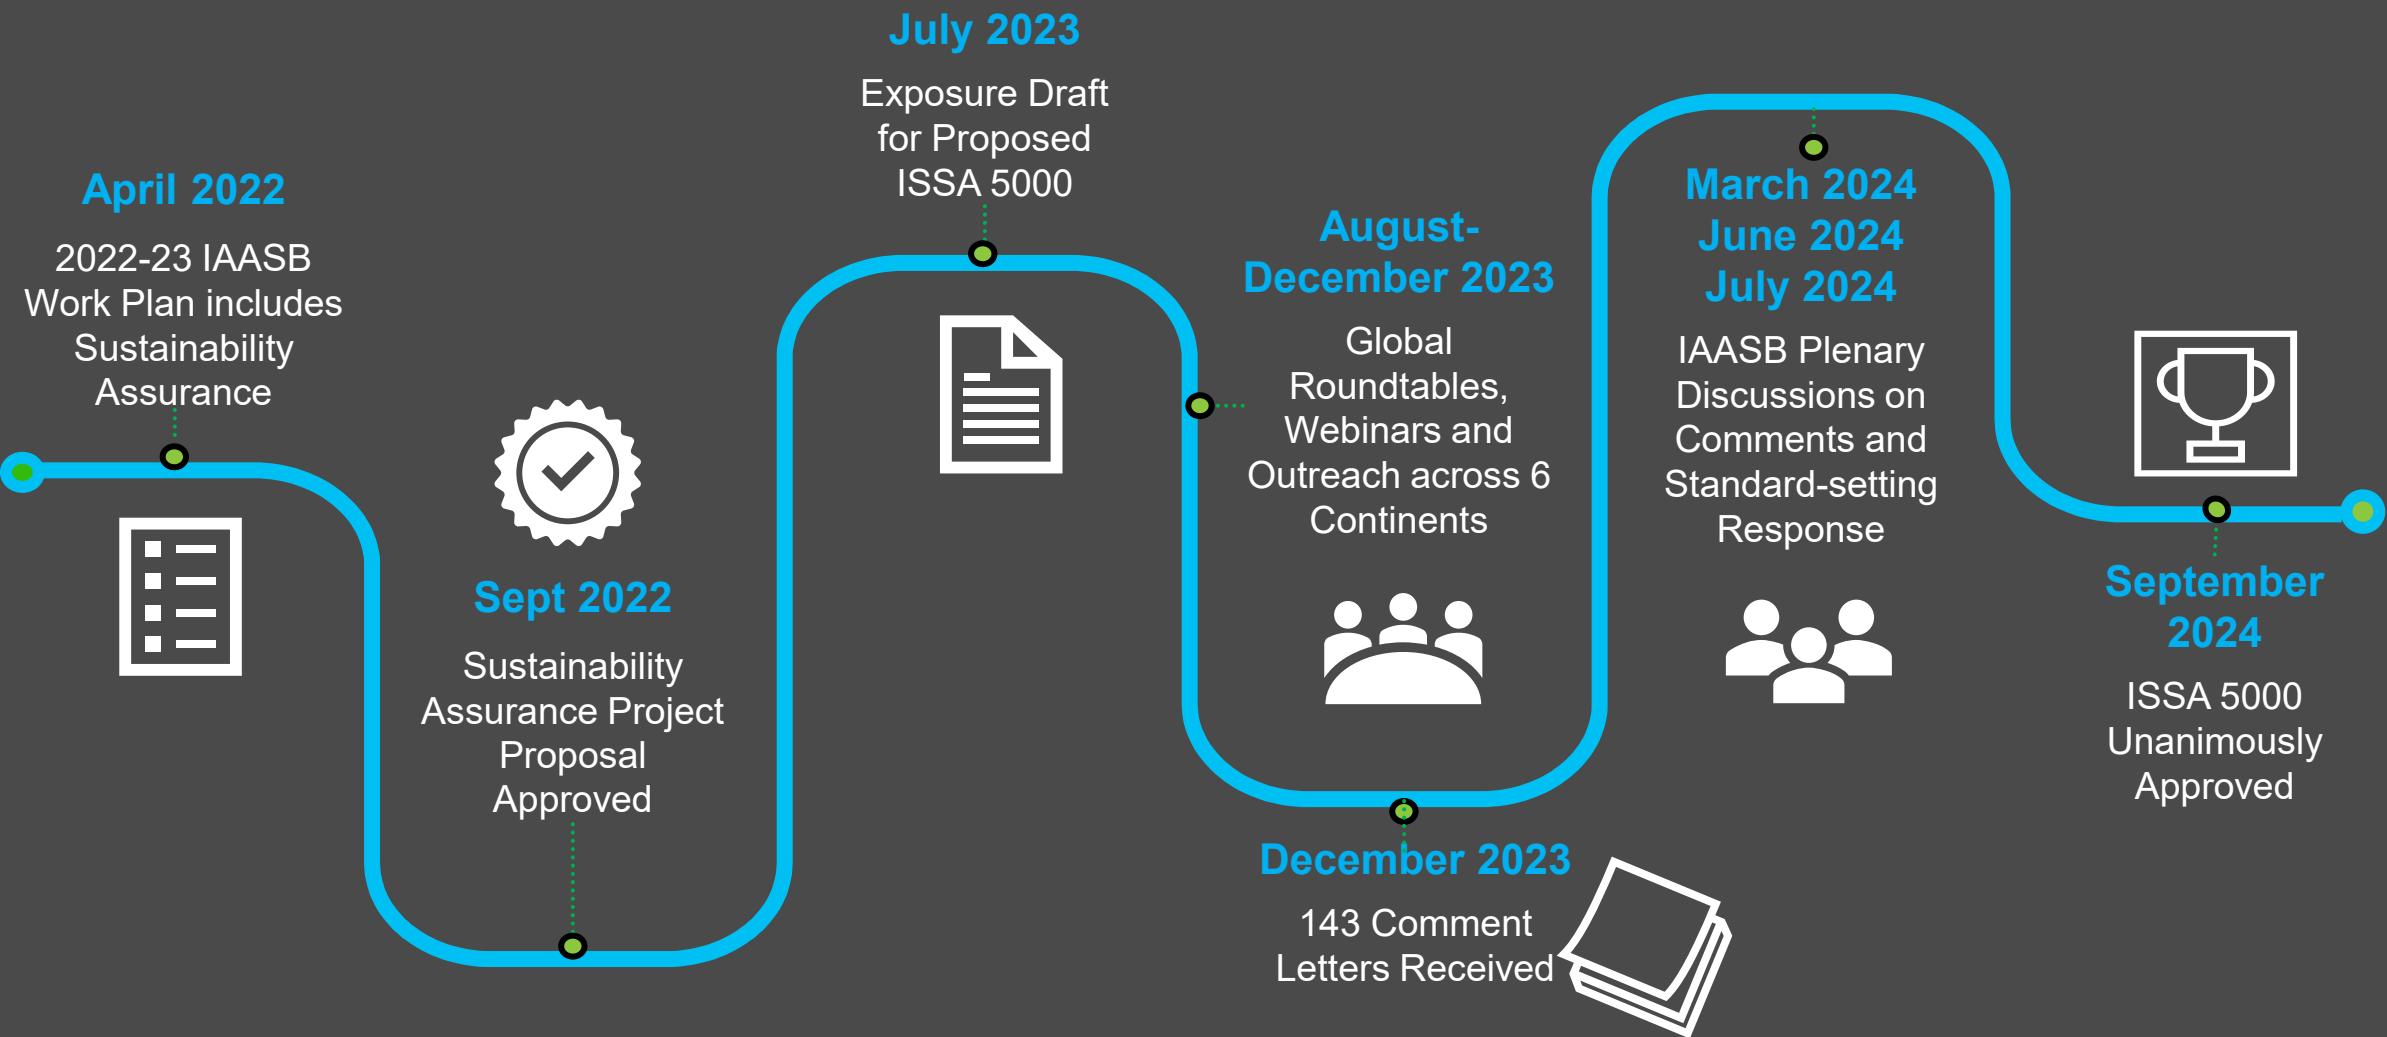 April 2022
2022-23 IAASB
Work Plan includes
Sustainability
Assurance
Sept 2022
Sustainability
Assurance Project
Proposal
Approved
July 2023
Exposure Draft
for Proposed
ISSA 5000
August-
December 2023
Global
Roundtables,
Webinars and
Outreach across 6
Continents
December 2023
143 Comment
Letters Received
March 2024
June 2024
July 2024
IAASB Plenary
Discussions on
Comments and
Standard-setting
Response
September
2024
ISSA 5000
Unanimously
Approved